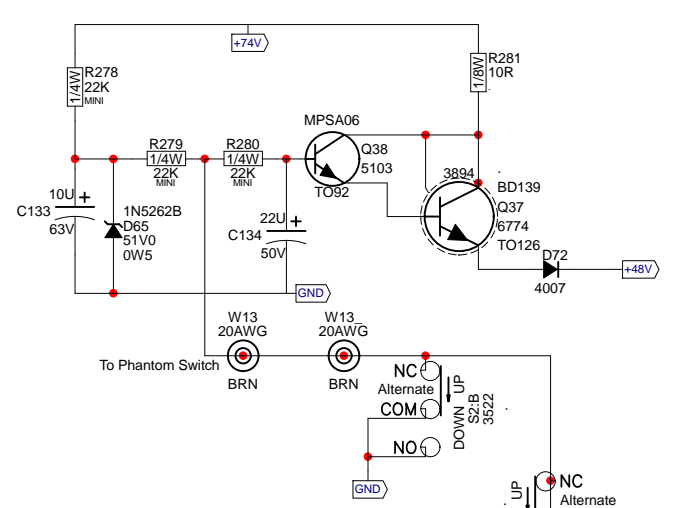 +74V
R278
1/4W
22K
MINI
R281
1/8W
10R
MPSA06
Q38
5103
TO92
R279
1/4W
22K
MINI
R280
1/4W
22K
MINI
3894
BD139
Q37
6774
TO126
10U
+
C133
63V
1N5262B
D65
51V0
0W5
22U
+
C134
50V
D72
4007
+48V
GND
W13
20AWG
BRN
W13_
20AWG
BRN
To Phantom Switch
NC
Alternate
COM
NO
UP
DOWN
S2:B
3522
GND
NC
Alternate
UP